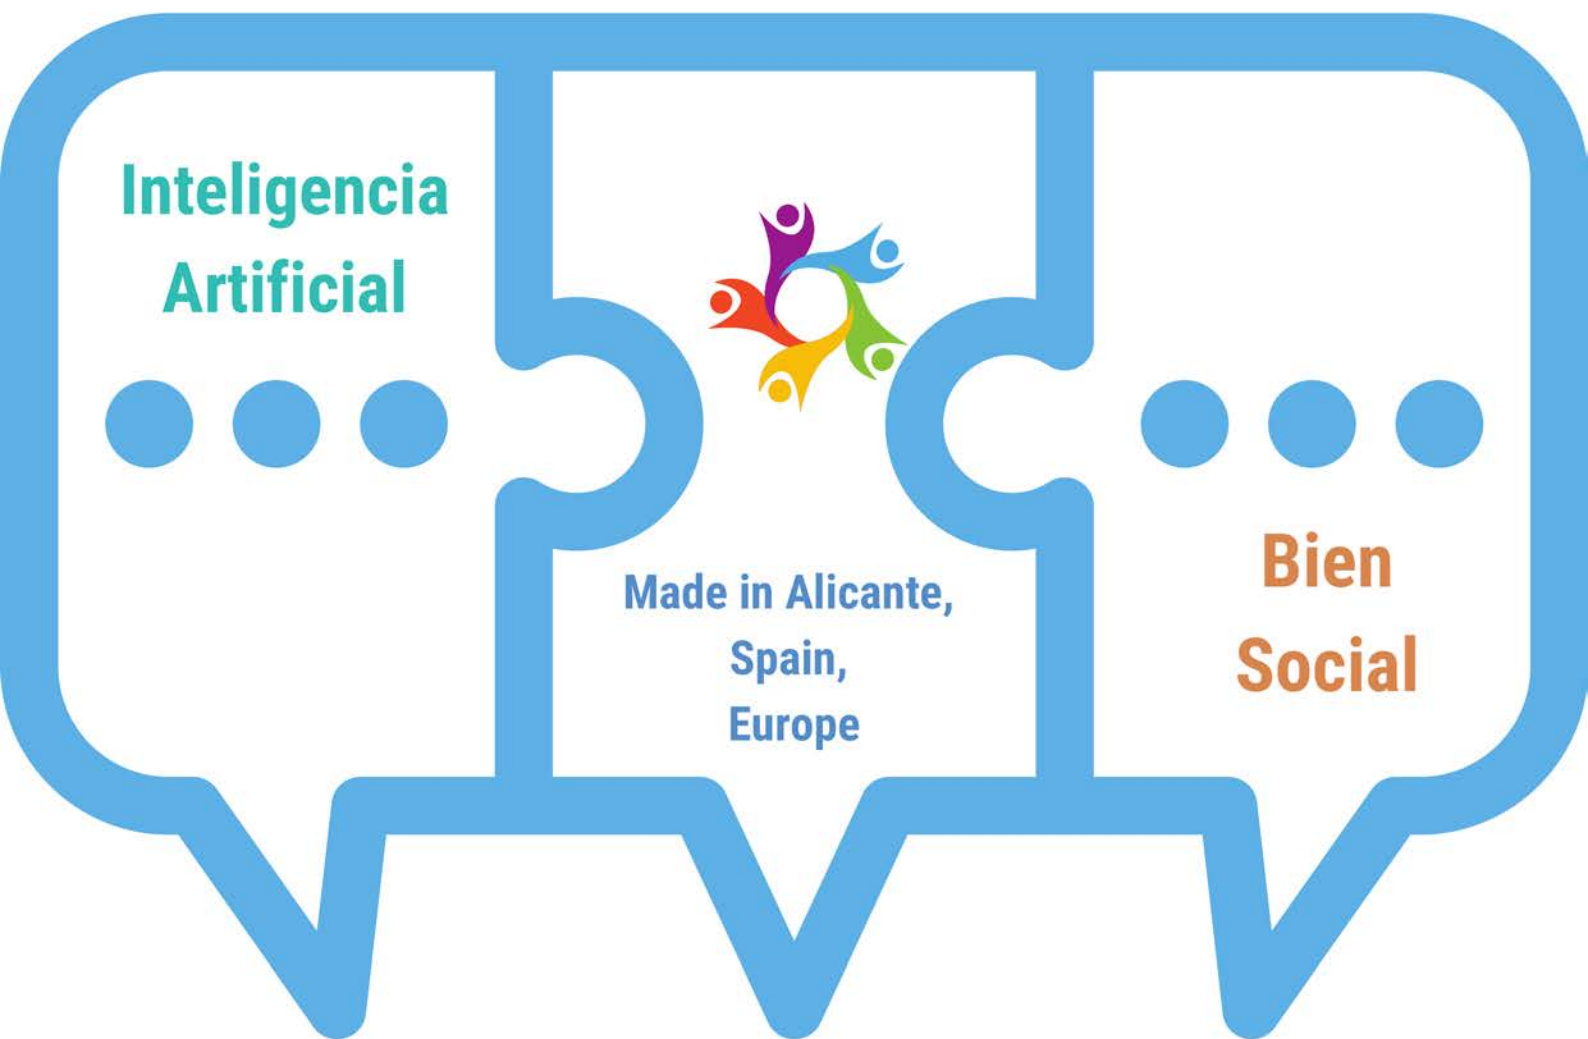 Inteligencia
Artificial
Made in Alicante,
Spain,
Europe
Bien
Social